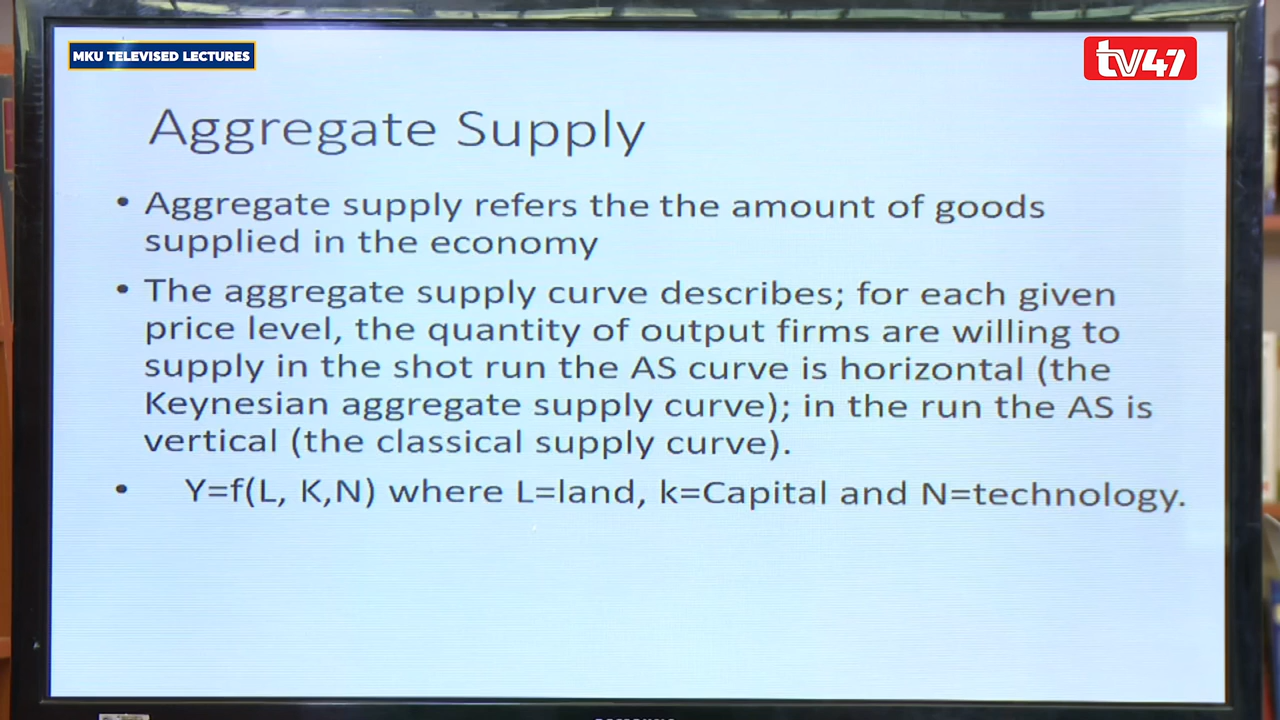 MKU TELEVISED LECTURES
tv47
Aggregate Supply
• Aggregate supply refers the the amount of goods
supplied in the economy
• The aggregate supply curve describes; for each given
price level, the quantity of output firms are willing to
supply in the shot run the AS curve is horizontal (the
Keynesian aggregate supply curve); in the run the AS is
vertical (the classical supply curve).
• Y=f(L, K,N) where L=land, k=Capital and N=technology.